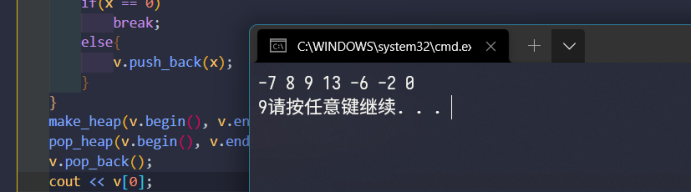 if(x == 0)
break;
else{
v.push_back(x);
}
}
make_heap(v.begin(), v.en
pop_heap(v.begin(), v.end
v.pop_back();
cout << v[0];
C:\WINDOWS\system32\cmd.ex
-7 8 9 13 -6 -2 0
9请按任意键继续. . .